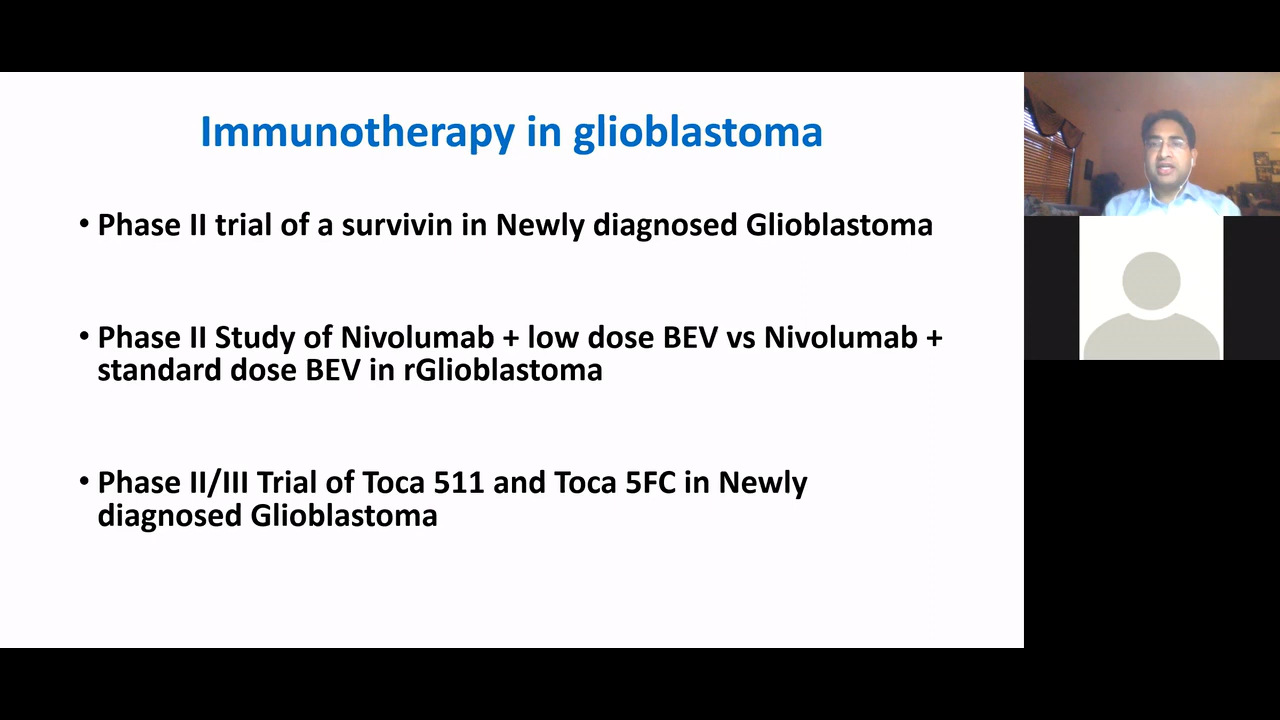 Immunotherapy in glioblastoma
• Phase II trial of a survivin in Newly diagnosed Glioblastoma
• Phase II Study of Nivolumab + low dose BEV vs Nivolumab +
standard dose BEV in rGlioblastoma
• Phase II/III Trial of Toca 511 and Toca 5FC in Newly
diagnosed Glioblastoma